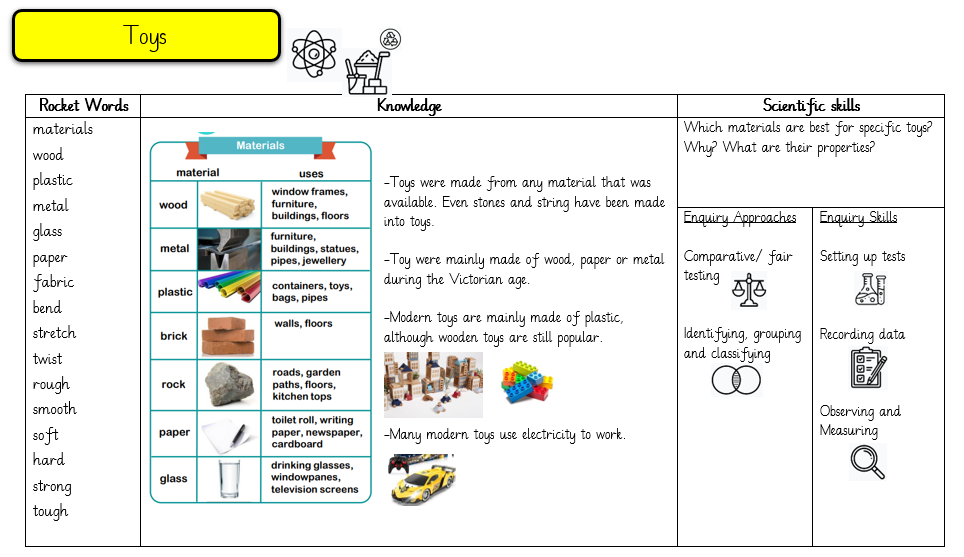 Toys
Rocket Words
materials
wood
plastic
metal
glass
paper
fabric
bend
stretch
twist
rough
smooth
soft
hard
strong
tough
Knowledge
Materials
material uses
wood
window frames,
furniture,
buildings, floors
metal
furniture,
buildings, statues,
pipes, jewellery
plastic
containers, toys,
bags, pipes
brick
walls, floors
rock
roads, garden
paths, floors,
kitchen tops
paper
toilet roll, writing
paper, newspaper,
cardboard
glass
drinking glasses,
windowpanes,
television screens
-Toys were made from any material that was
available. Even stones and string have been made
into toys.
-Toy were mainly made of wood, paper or metal
during the Victorian age.
-Modern toys are mainly made of plastic,
although wooden toys are still popular.
-Many modern toys use electricity to work.
Scientific skills
Which materials are best for specific toys?
Why? What are their properties?
Enquiry Approaches
Comparative/ fair
testing
Identifying, grouping
and classifying
Enquiry Skills
Setting up tests
Recording data
Observing and
Measuring